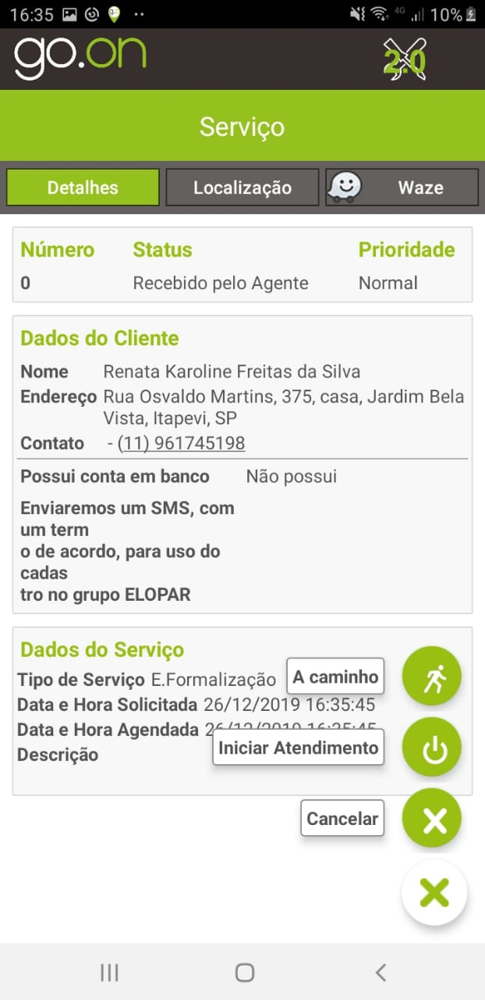 16:35
4G
10%
go.on
2.0
Serviço
Detalhes
Localização
Waze
Número Status Prioridade
0 Recebido pelo Agente Normal
Dados do Cliente
Nome Renata Karoline Freitas da Silva
Endereço Rua Osvaldo Martins, 375, casa, Jardim Bela
Vista, Itapevi, SP
Contato - (11) 961745198
Possui conta em banco Não possui
Enviaremos um SMS, com
um term
o de acordo, para uso do
cadas
tro no grupo ELOPAR
Dados do Serviço
Tipo de Serviço E.Formalização
A caminho
Data e Hora Solicitada 26/12/2019 16:35:45
Data e Hora Agendada 26/12/2019 16:35:45
Iniciar Atendimento
Descrição
Cancelar